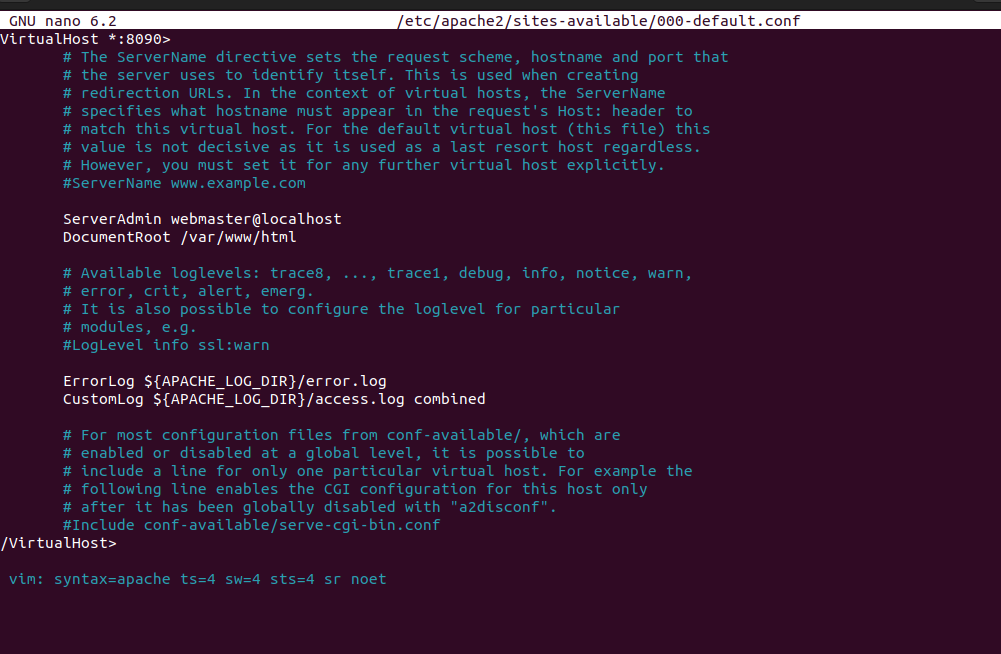 GNU nano 6.2 /etc/apache2/sites-available/000-default.conf
VirtualHost *:8090>
# The ServerName directive sets the request scheme, hostname and port that
# the server uses to identify itself. This is used when creating
# redirection URLs. In the context of virtual hosts, the ServerName
# specifies what hostname must appear in the request's Host: header to
# match this virtual host. For the default virtual host (this file) this
# value is not decisive as it is used as a last resort host regardless.
# However, you must set it for any further virtual host explicitly.
#ServerName www.example.com
ServerAdmin webmaster@localhost
DocumentRoot /var/www/html
# Available loglevels: trace8, ..., trace1, debug, info, notice, warn,
# error, crit, alert, emerg.
# It is also possible to configure the loglevel for particular
# modules, e.g.
#LogLevel info ssl:warn
ErrorLog ${APACHE_LOG_DIR}/error.log
CustomLog ${APACHE_LOG_DIR}/access.log combined
# For most configuration files from conf-available/, which are
# enabled or disabled at a global level, it is possible to
# include a line for only one particular virtual host. For example the
# following line enables the CGI configuration for this host only
# after it has been globally disabled with "a2disconf".
#Include conf-available/serve-cgi-bin.conf
/VirtualHost>
vim: syntax=apache ts=4 sw=4 sts=4 sr noet